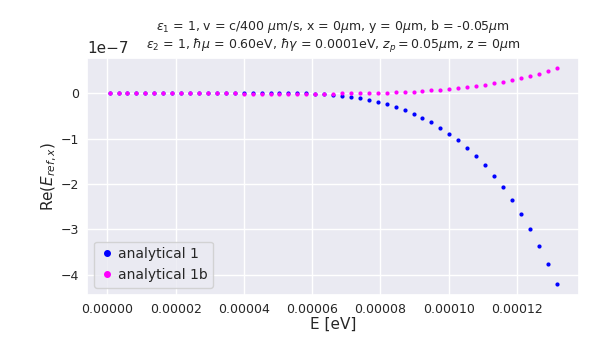 ε₁ = 1, v = c/400 μm/s, x = 0μm, y = 0μm, b = -0.05μm
ε₂ = 1, ℏμ = 0.60eV, ℏγ = 0.0001eV, zₚ = 0.05μm, z = 0μm
1e−7
0
−1
−2
−3
−4
Re(E_{ref,x})
analytical 1
analytical 1b
0.00000 0.00002 0.00004 0.00006 0.00008 0.00010 0.00012
E [eV]